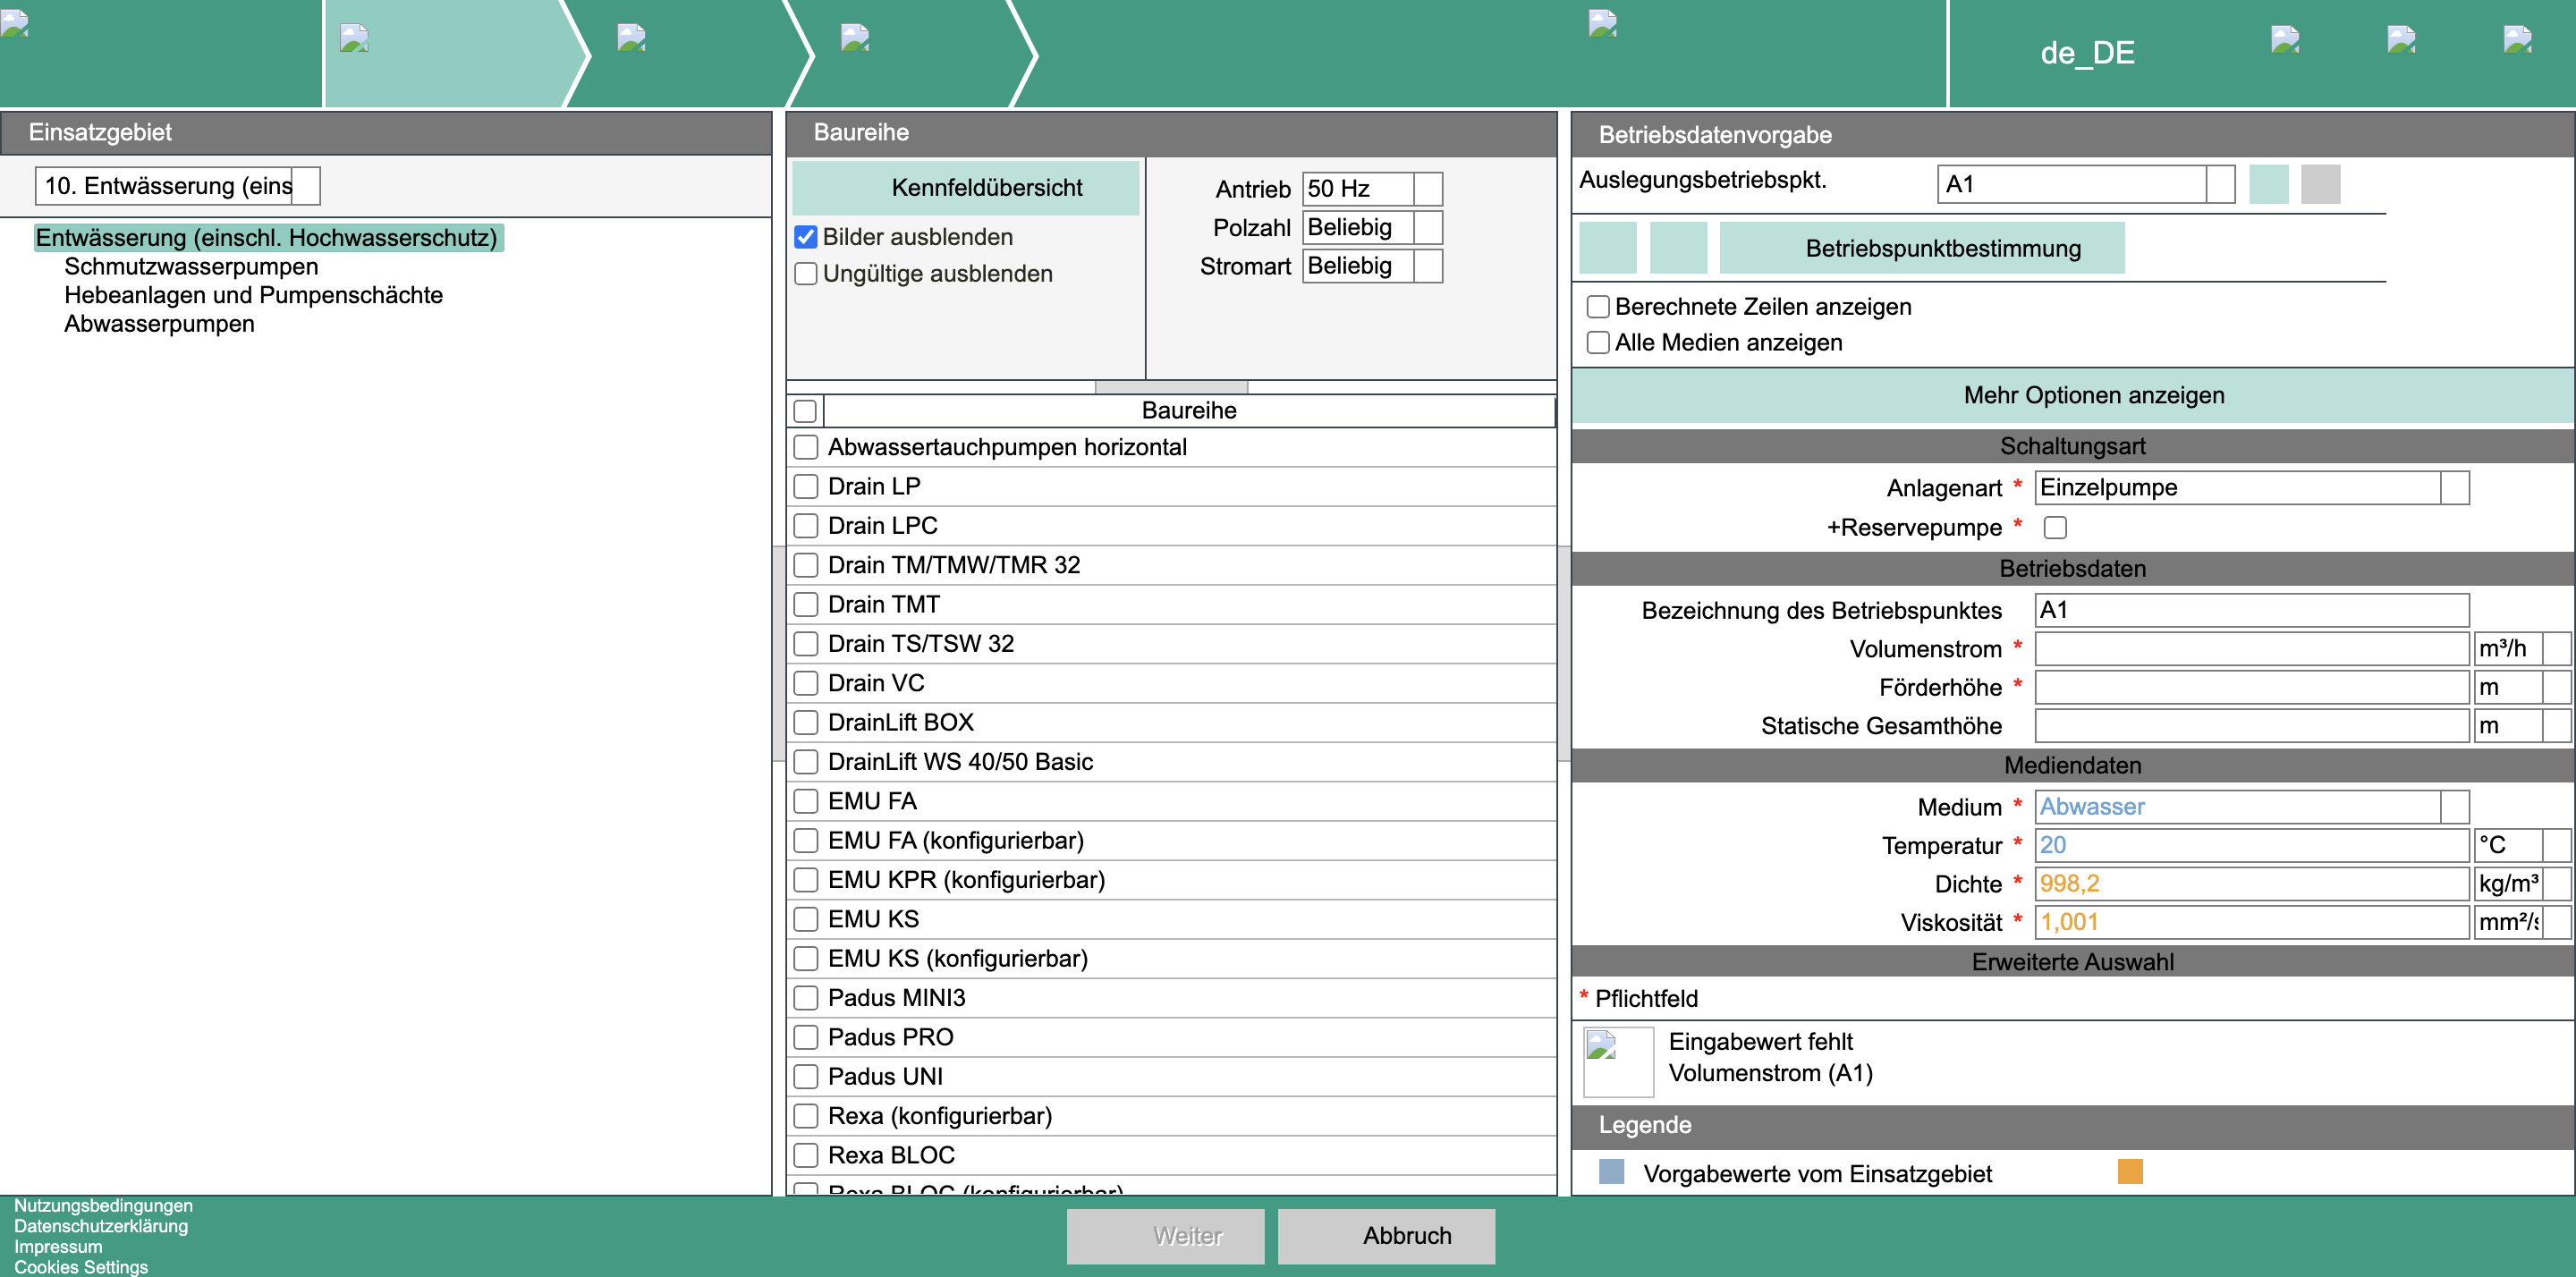 de_DE
Einsatzgebiet
10. Entwässerung (eins
Entwässerung (einschl. Hochwasserschutz)
Schmutzwasserpumpen
Hebeanlagen und Pumpenschächte
Abwasserpumpen
Baureihe
Kennfeldübersicht
Bilder ausblenden
Ungültige ausblenden
Antrieb 50 Hz
Polzahl Beliebig
Stromart Beliebig
Baureihe
Abwassertauchpumpen horizontal
Drain LP
Drain LPC
Drain TM/TMW/TMR 32
Drain TMT
Drain TS/TSW 32
Drain VC
DrainLift BOX
DrainLift WS 40/50 Basic
EMU FA
EMU FA (konfigurierbar)
EMU KPR (konfigurierbar)
EMU KS
EMU KS (konfigurierbar)
Padus MINI3
Padus PRO
Padus UNI
Rexa (konfigurierbar)
Rexa BLOC
Rexa BLOC (konfigurierbar)
Betriebsdatenvorgabe
Auslegungsbetriebspkt. A1
Betriebspunktbestimmung
Berechnete Zeilen anzeigen
Alle Medien anzeigen
Mehr Optionen anzeigen
Schaltungsart
Anlagenart * Einzelpumpe
+Reservepumpe *
Betriebsdaten
Bezeichnung des Betriebspunktes A1
Volumenstrom * m³/h
Förderhöhe * m
Statische Gesamthöhe m
Mediendaten
Medium * Abwasser
Temperatur * 20 °C
Dichte * 998,2 kg/m³
Viskosität * 1,001 mm²/s
Erweiterte Auswahl
* Pflichtfeld
Eingabewert fehlt
Volumenstrom (A1)
Legende
Vorgabewerte vom Einsatzgebiet
Nutzungsbedingungen
Datenschutzerklärung
Impressum
Cookies Settings
Weiter
Abbruch